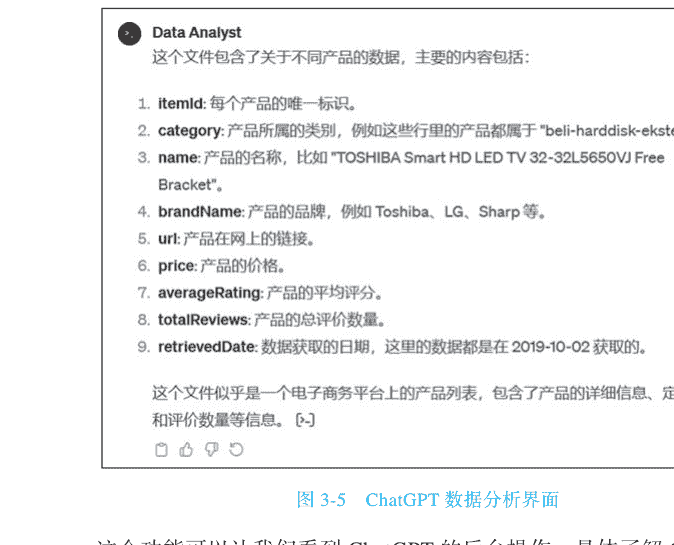 Data Analyst
这个文件包含了关于不同产品的数据，主要的内容包括：
1. itemId: 每个产品的唯一标识。
2. category: 产品所属的类别，例如这些行里的产品都属于 "beli-harddisk-ekste
3. name: 产品的名称，比如 "TOSHIBA Smart HD LED TV 32-32L5650VJ Free
Bracket"。
4. brandName: 产品的品牌，例如 Toshiba、LG、Sharp 等。
5. url: 产品在网上的链接。
6. price: 产品的价格。
7. averageRating: 产品的平均评分。
8. totalReviews: 产品的总评价数量。
9. retrievedDate: 数据获取的日期，这里的数据都是在 2019-10-02 获取的。
这个文件似乎是一个电子商务平台上的产品列表，包含了产品的详细信息、定
和评价数量等信息。 [>-]
图 3-5 ChatGPT 数据分析界面